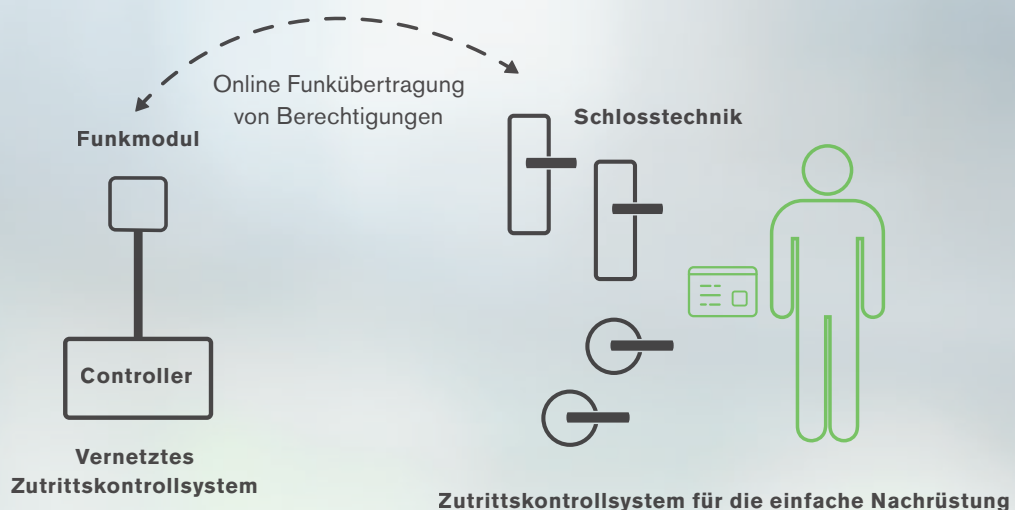 Online Funkübertragung
von Berechtigungen
Funkmodul
Schlosstechnik
Controller
Vernetztes
Zutrittskontrollsystem
Zutrittskontrollsystem für die einfache Nachrüstung